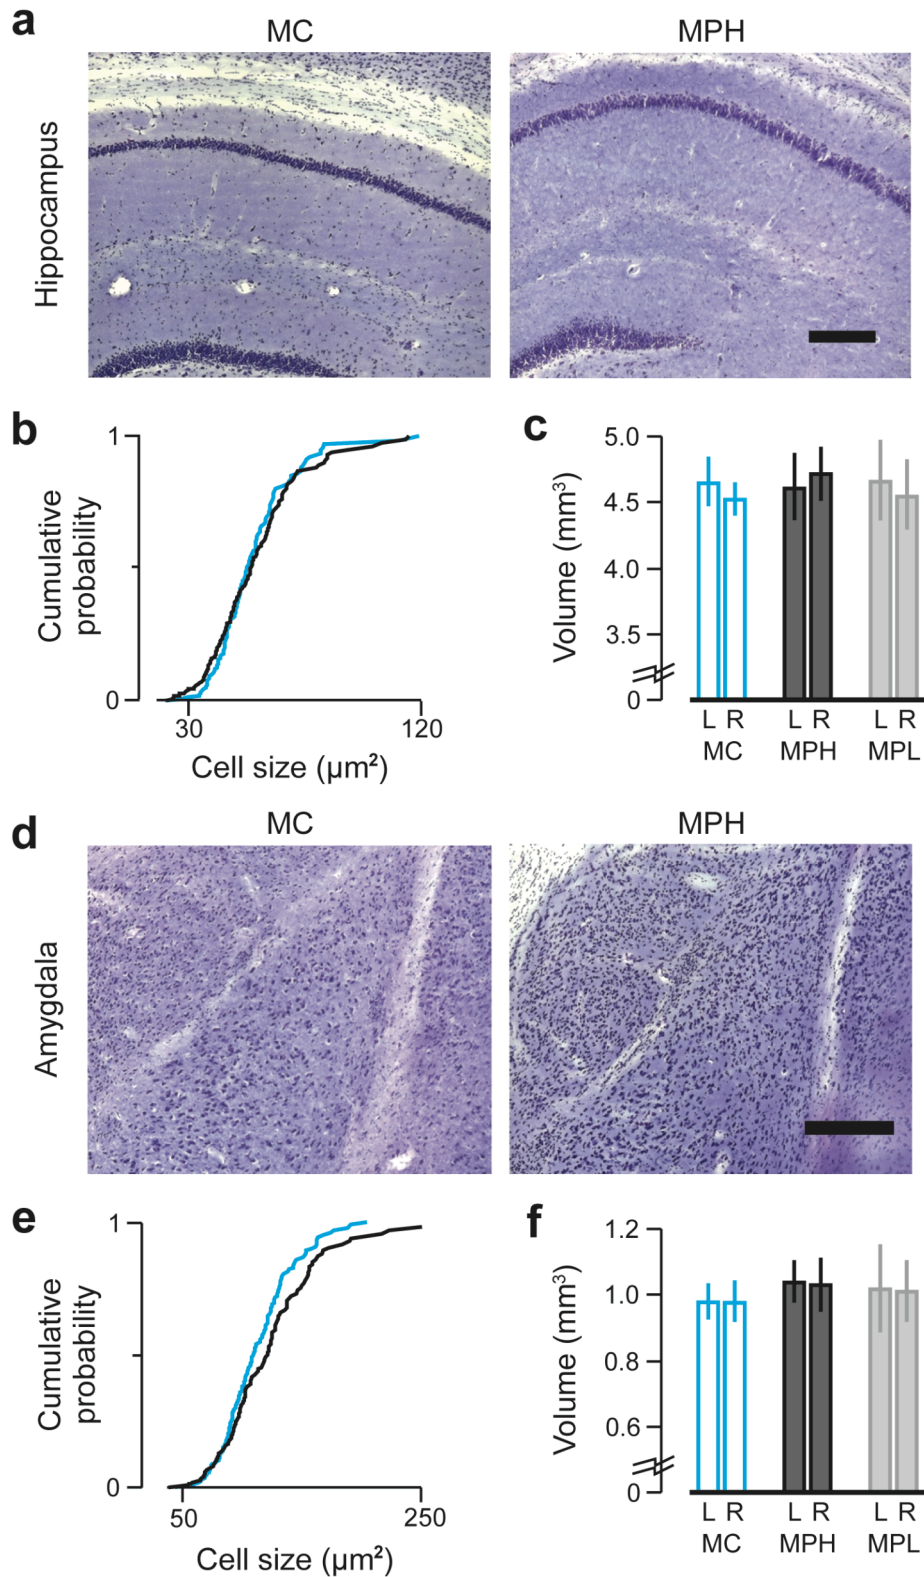 a
MC
MPH
Hippocampus
b
1
Cumulative
probability
0
30
120
Cell size (µm²)
c
5.0
4.5
4.0
3.5
0
Volume (mm³)
L R
L R
L R
MC
MPH
MPL
d
MC
MPH
Amygdala
e
1
Cumulative
probability
0
50
250
Cell size (µm²)
f
1.2
1.0
0.8
0.6
0
Volume (mm³)
L R
L R
L R
MC
MPH
MPL